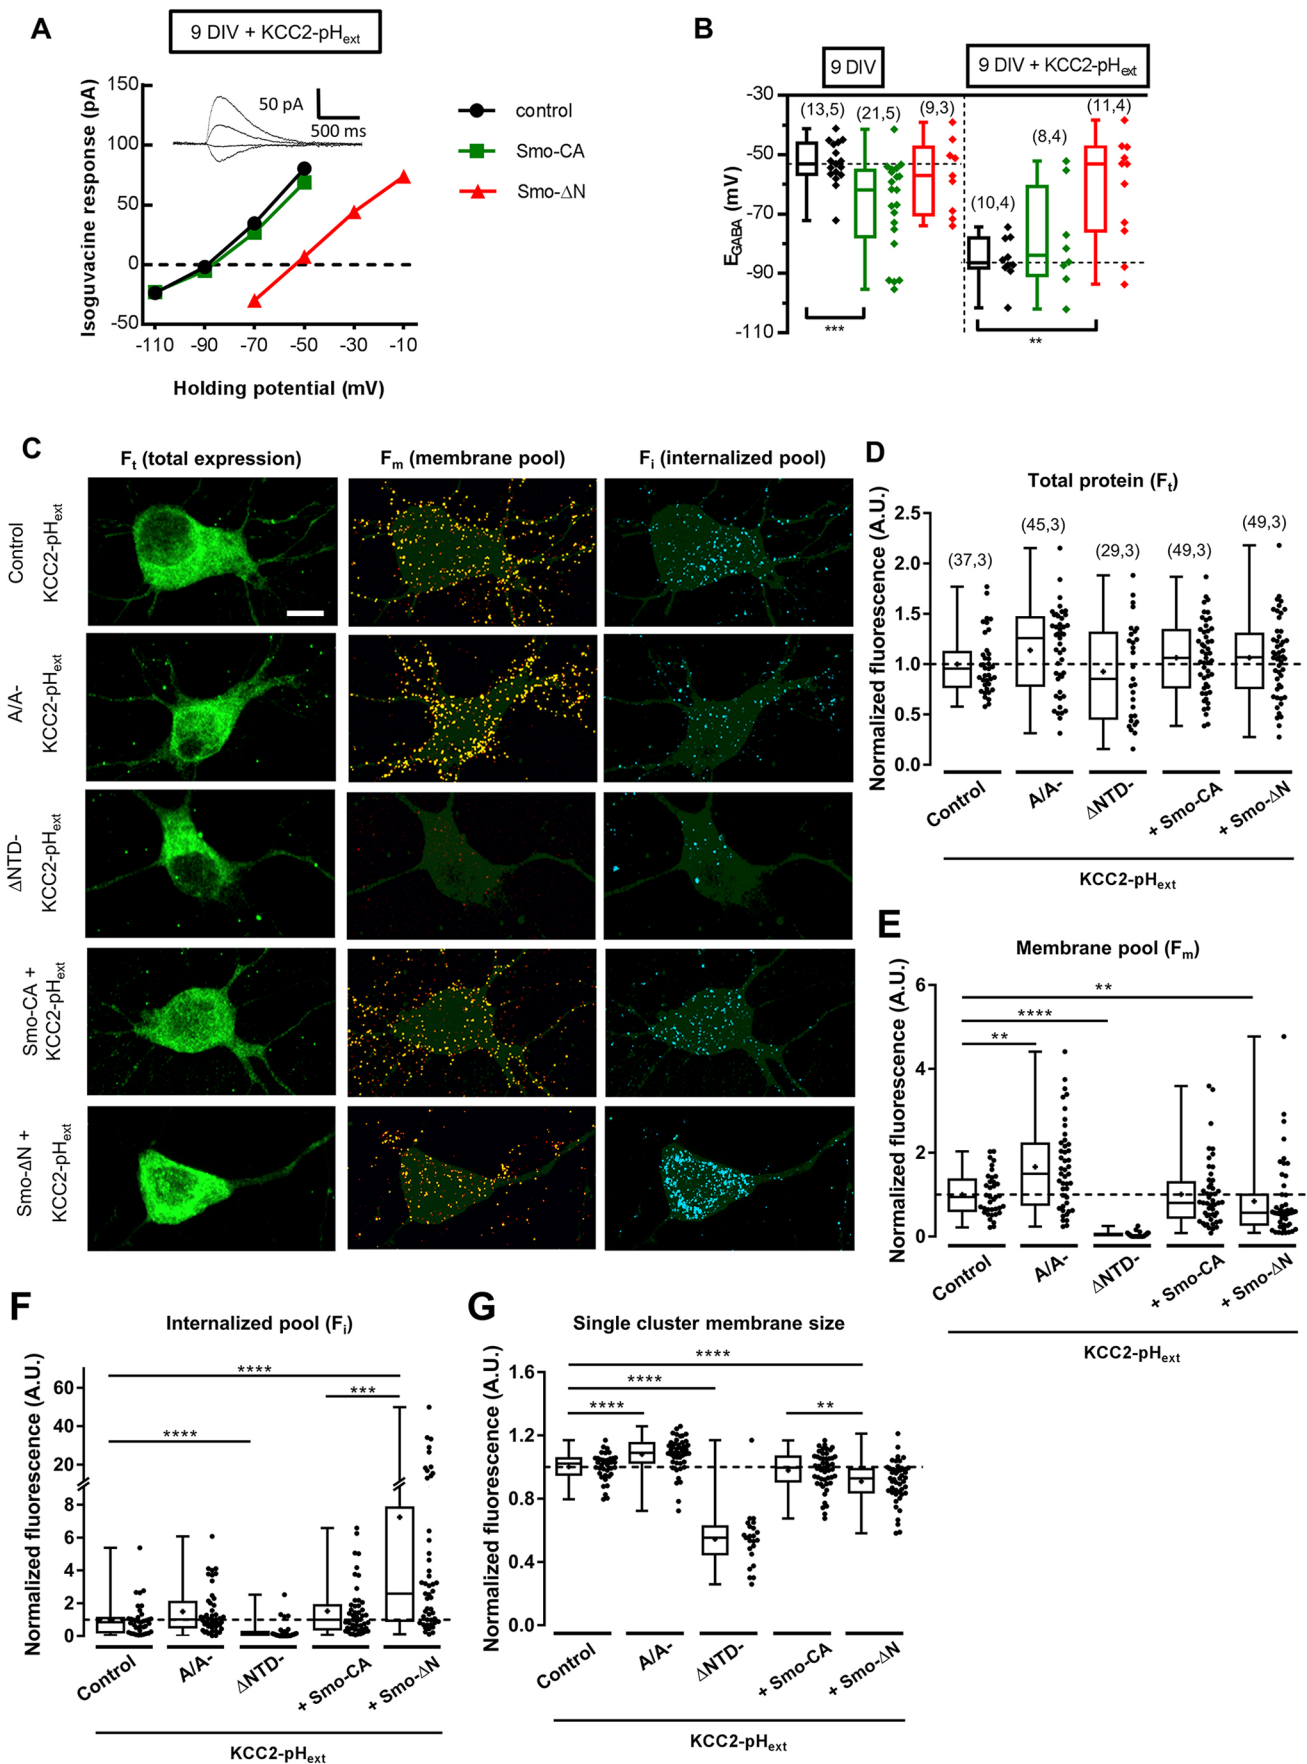 A
9 DIV + KCC2-pHext
Isoguvacine response (pA)
150
100
50
0
-50
50 pA
500 ms
control
Smo-CA
Smo-ΔN
-110 -90 -70 -50 -30 -10
Holding potential (mV)
B
9 DIV
9 DIV + KCC2-pHext
EGABA (mV)
-30
-50
-70
-90
-110
(13,5) (21,5) (9,3) (10,4) (8,4) (11,4)
***
**
C
Ft (total expression)
Fm (membrane pool)
Fi (internalized pool)
Control
KCC2-pHext
A/A-
KCC2-pHext
ΔNTD-
KCC2-pHext
Smo-CA +
KCC2-pHext
Smo-ΔN +
KCC2-pHext
D
Total protein (Ft)
Normalized fluorescence (A.U.)
2.5
2.0
1.5
1.0
0.5
0.0
(37,3) (45,3) (29,3) (49,3) (49,3)
Control A/A- ΔNTD- + Smo-CA + Smo-ΔN
KCC2-pHext
E
Membrane pool (Fm)
Normalized fluorescence (A.U.)
6
4
2
0
**
****
**
Control A/A- ΔNTD- + Smo-CA + Smo-ΔN
KCC2-pHext
F
Internalized pool (Fi)
Normalized fluorescence (A.U.)
60
40
20
8
6
4
2
0
****
***
****
Control A/A- ΔNTD- + Smo-CA + Smo-ΔN
KCC2-pHext
G
Single cluster membrane size
Normalized fluorescence (A.U.)
1.6
1.2
0.8
0.4
0.0
****
****
**** **
Control A/A- ΔNTD- + Smo-CA + Smo-ΔN
KCC2-pHext